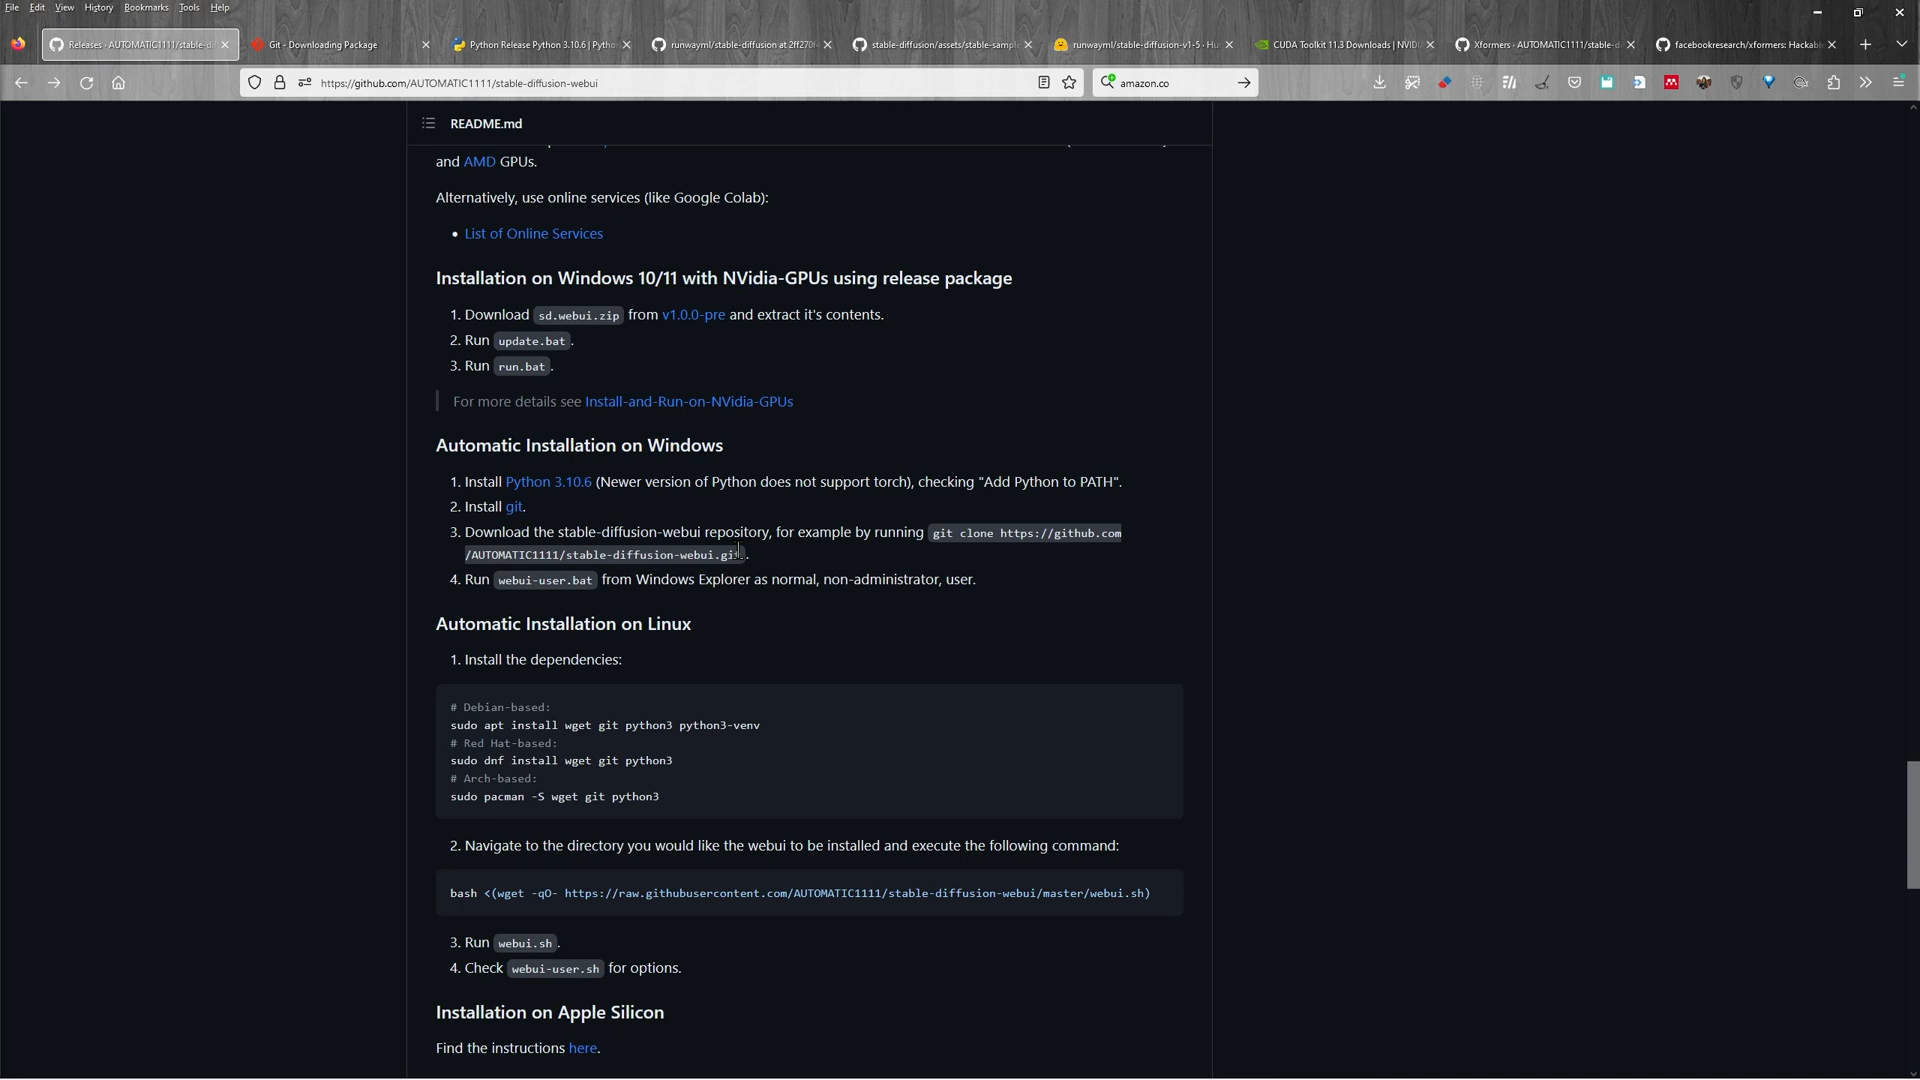 File Edit View History Bookmarks Tools Help
Releases · AUTOMATIC1111/stable-di
Git - Downloading Package
Python Release Python 3.10.6 | Pytho
runwayml/stable-diffusion at 2ff270f
stable-diffusion/assets/stable-sample
runwayml/stable-diffusion-v1-5 · Hu
CUDA Toolkit 11.3 Downloads | NVIDI
Xformers · AUTOMATIC1111/stable-d
facebookresearch/xformers: Hackable
https://github.com/AUTOMATIC1111/stable-diffusion-webui
amazon.co
README.md
and AMD GPUs.
Alternatively, use online services (like Google Colab):
• List of Online Services
Installation on Windows 10/11 with NVidia-GPUs using release package
1. Download sd.webui.zip from v1.0.0-pre and extract it's contents.
2. Run update.bat.
3. Run run.bat.
For more details see Install-and-Run-on-NVidia-GPUs
Automatic Installation on Windows
1. Install Python 3.10.6 (Newer version of Python does not support torch), checking "Add Python to PATH".
2. Install git.
3. Download the stable-diffusion-webui repository, for example by running git clone https://github.com
/AUTOMATIC1111/stable-diffusion-webui.git.
4. Run webui-user.bat from Windows Explorer as normal, non-administrator, user.
Automatic Installation on Linux
1. Install the dependencies:
# Debian-based:
sudo apt install wget git python3 python3-venv
# Red Hat-based:
sudo dnf install wget git python3
# Arch-based:
sudo pacman -S wget git python3
2. Navigate to the directory you would like the webui to be installed and execute the following command:
bash <(wget -qO- https://raw.githubusercontent.com/AUTOMATIC1111/stable-diffusion-webui/master/webui.sh)
3. Run webui.sh.
4. Check webui-user.sh for options.
Installation on Apple Silicon
Find the instructions here.